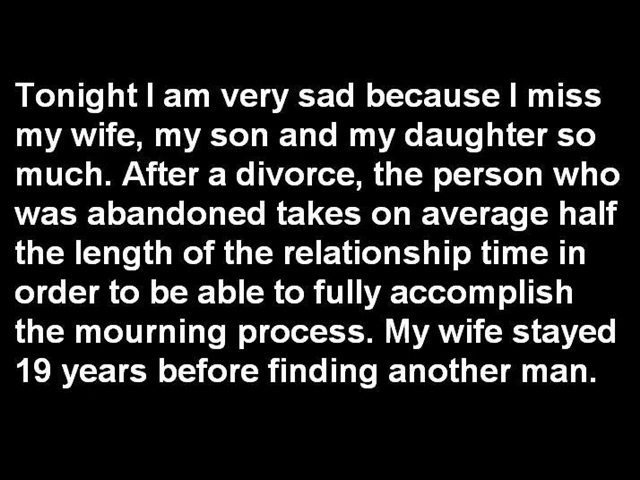 Tonight I am very sad because I miss
my wife, my son and my daughter so
much. After a divorce, the person who
was abandoned takes on average half
the length of the relationship time in
order to be able to fully accomplish
the mourning process. My wife stayed
19 years before finding another man.